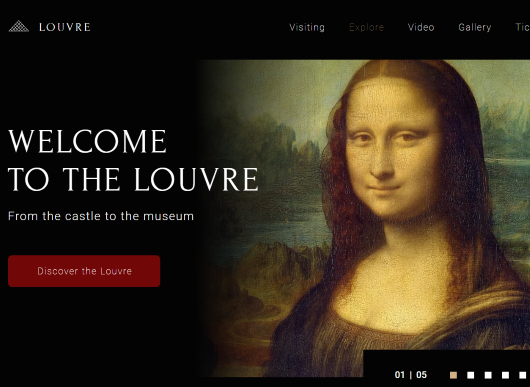 LOUVRE
Visiting Explore Video Gallery Tic
WELCOME
TO THE LOUVRE
From the castle to the museum
Discover the Louvre
01 | 05